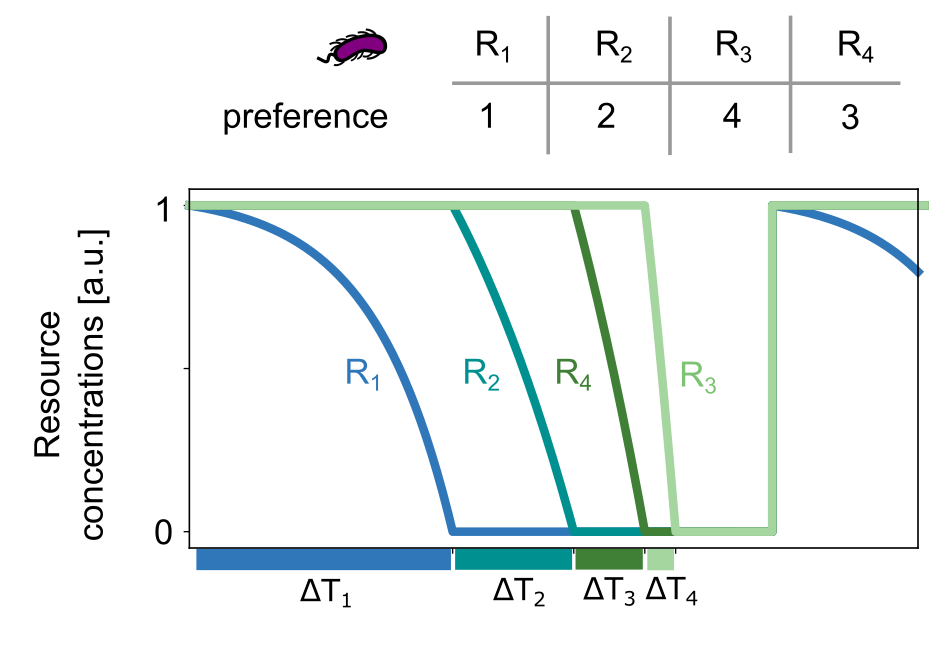 R₁ R₂ R₃ R₄
preference 1 2 4 3
1
0
Resource
concentrations [a.u.]
R₁ R₂ R₄ R₃
ΔT₁ ΔT₂ ΔT₃ ΔT₄